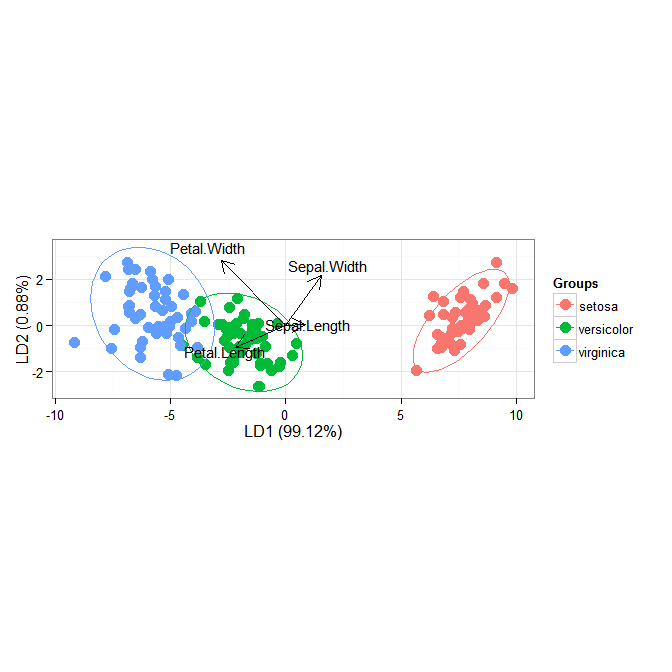 Petal.Width
Sepal.Width
Sepal.Length
Petal.Length
2
0
-2
LD2 (0.88%)
-10 -5 0 5 10
LD1 (99.12%)
Groups
setosa
versicolor
virginica